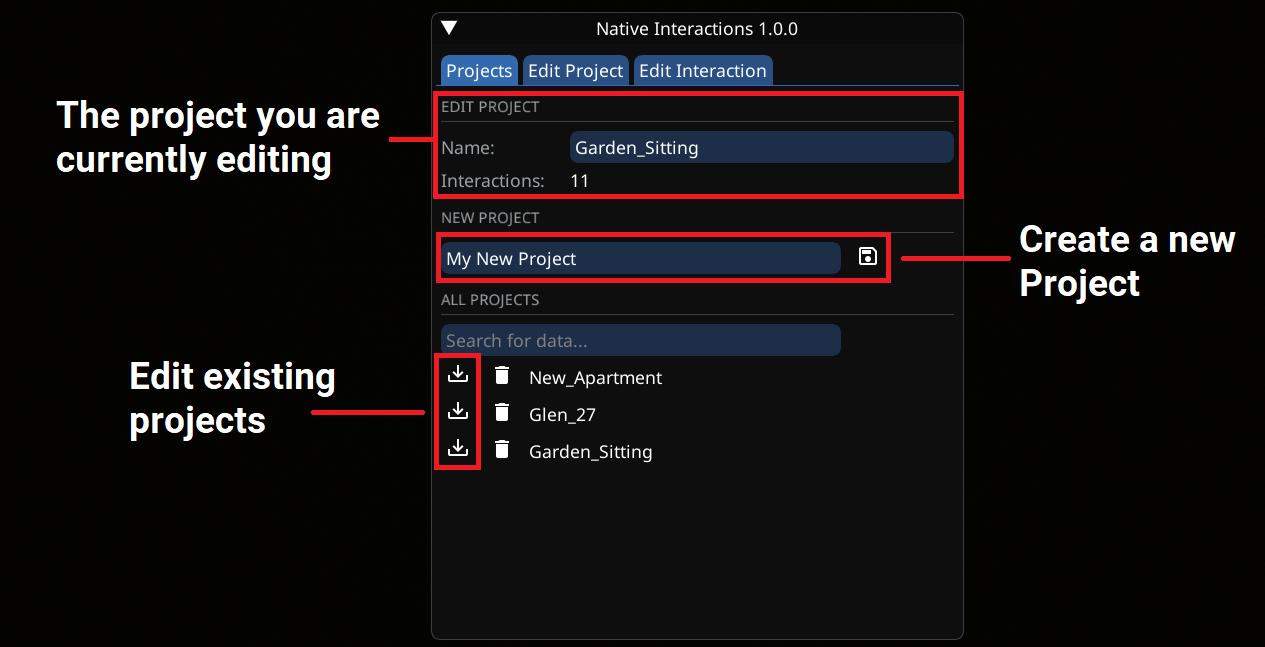 Native Interactions 1.0.0
Projects Edit Project Edit Interaction
The project you are
currently editing
EDIT PROJECT
Name: Garden_Sitting
Interactions: 11
NEW PROJECT
My New Project
Create a new
Project
ALL PROJECTS
Search for data...
Edit existing
projects
New_Apartment
Glen_27
Garden_Sitting